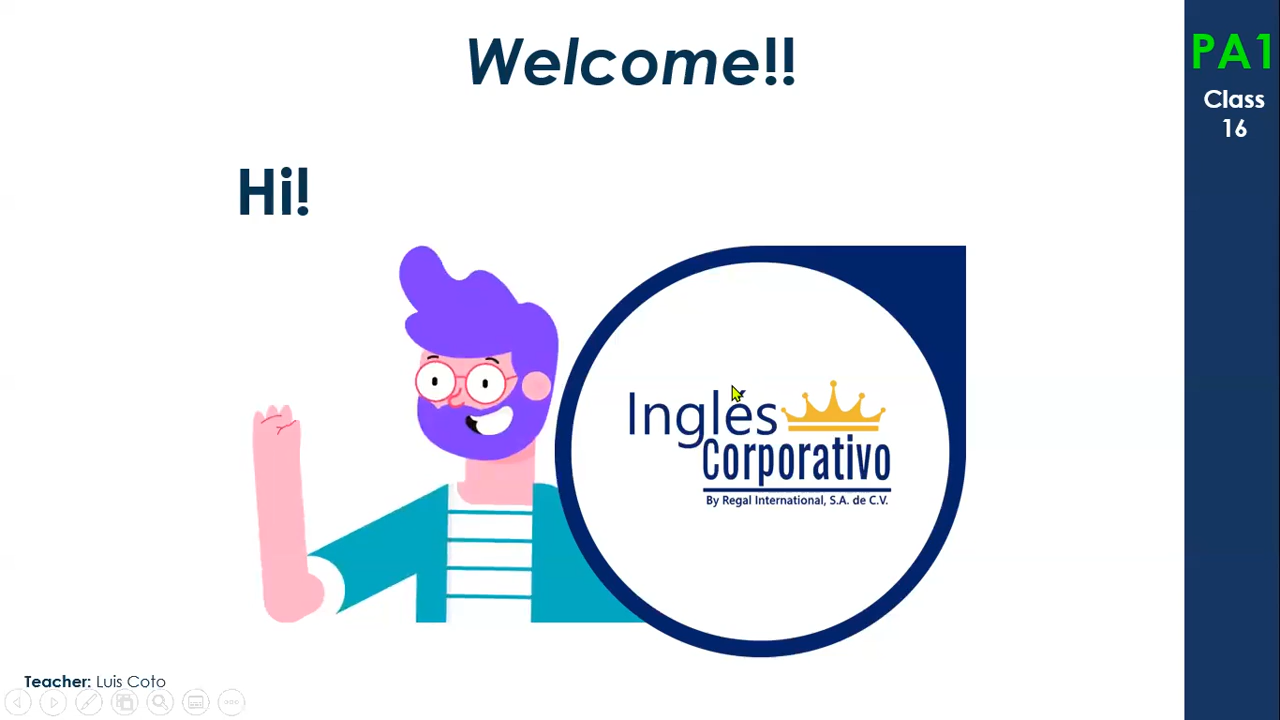 Welcome!!
PA1
Class
16
Hi!
Inglés
Corporativo
By Regal International, S.A. de C.V.
Teacher: Luis Coto